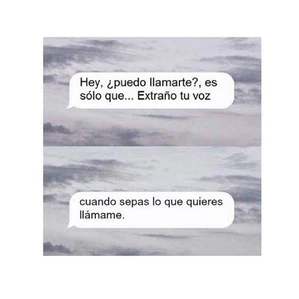 Hey, ¿puedo llamarte?, es
sólo que... Extraño tu voz
cuando sepas lo que quieres
llámame.